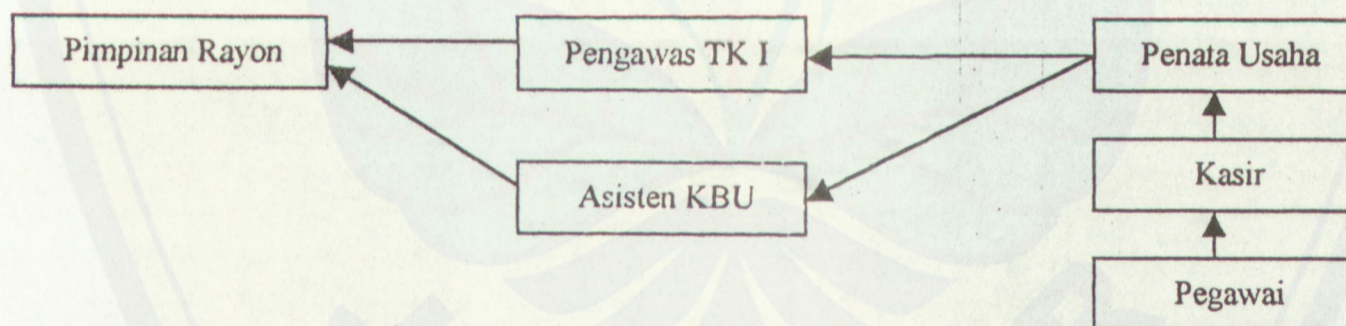 Pimpinan Rayon
Pengawas TK I
Penata Usaha
Asisten KBU
Kasir
Pegawai